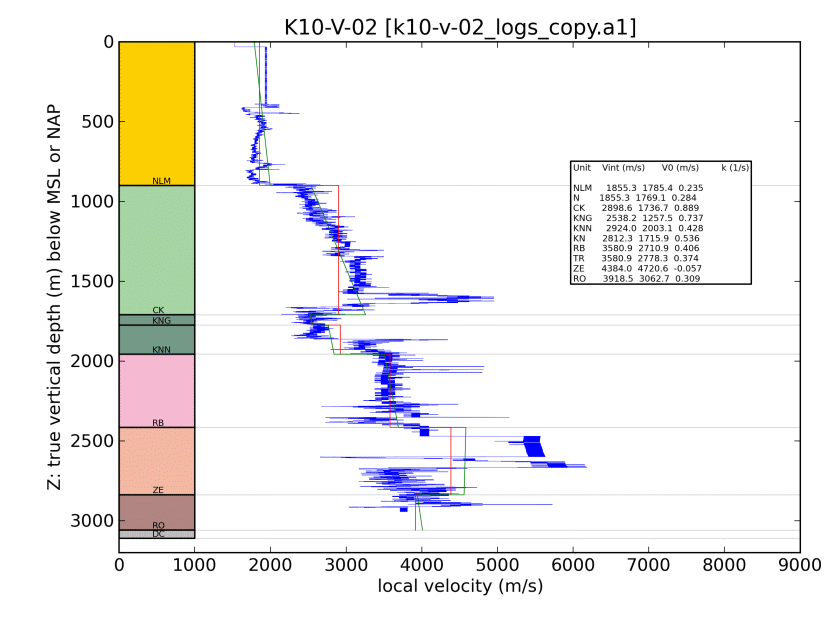 K10-V-02 [k10-v-02_logs_copy.a1]
0
500
1000
1500
2000
2500
3000
Z: true vertical depth (m) below MSL or NAP
NLM
CK
KNG
KNN
RB
ZE
RO
DC
Unit Vint (m/s) V0 (m/s) k (1/s)
NLM 1855.3 1785.4 0.235
N 1855.3 1769.1 0.284
CK 2898.6 1736.7 0.889
KNG 2538.2 1257.5 0.737
KNN 2924.0 2003.1 0.428
KN 2812.3 1715.9 0.536
RB 3580.9 2710.9 0.406
TR 3580.9 2778.3 0.374
ZE 4384.0 4720.6 -0.057
RO 3918.5 3062.7 0.309
0 1000 2000 3000 4000 5000 6000 7000 8000 9000
local velocity (m/s)